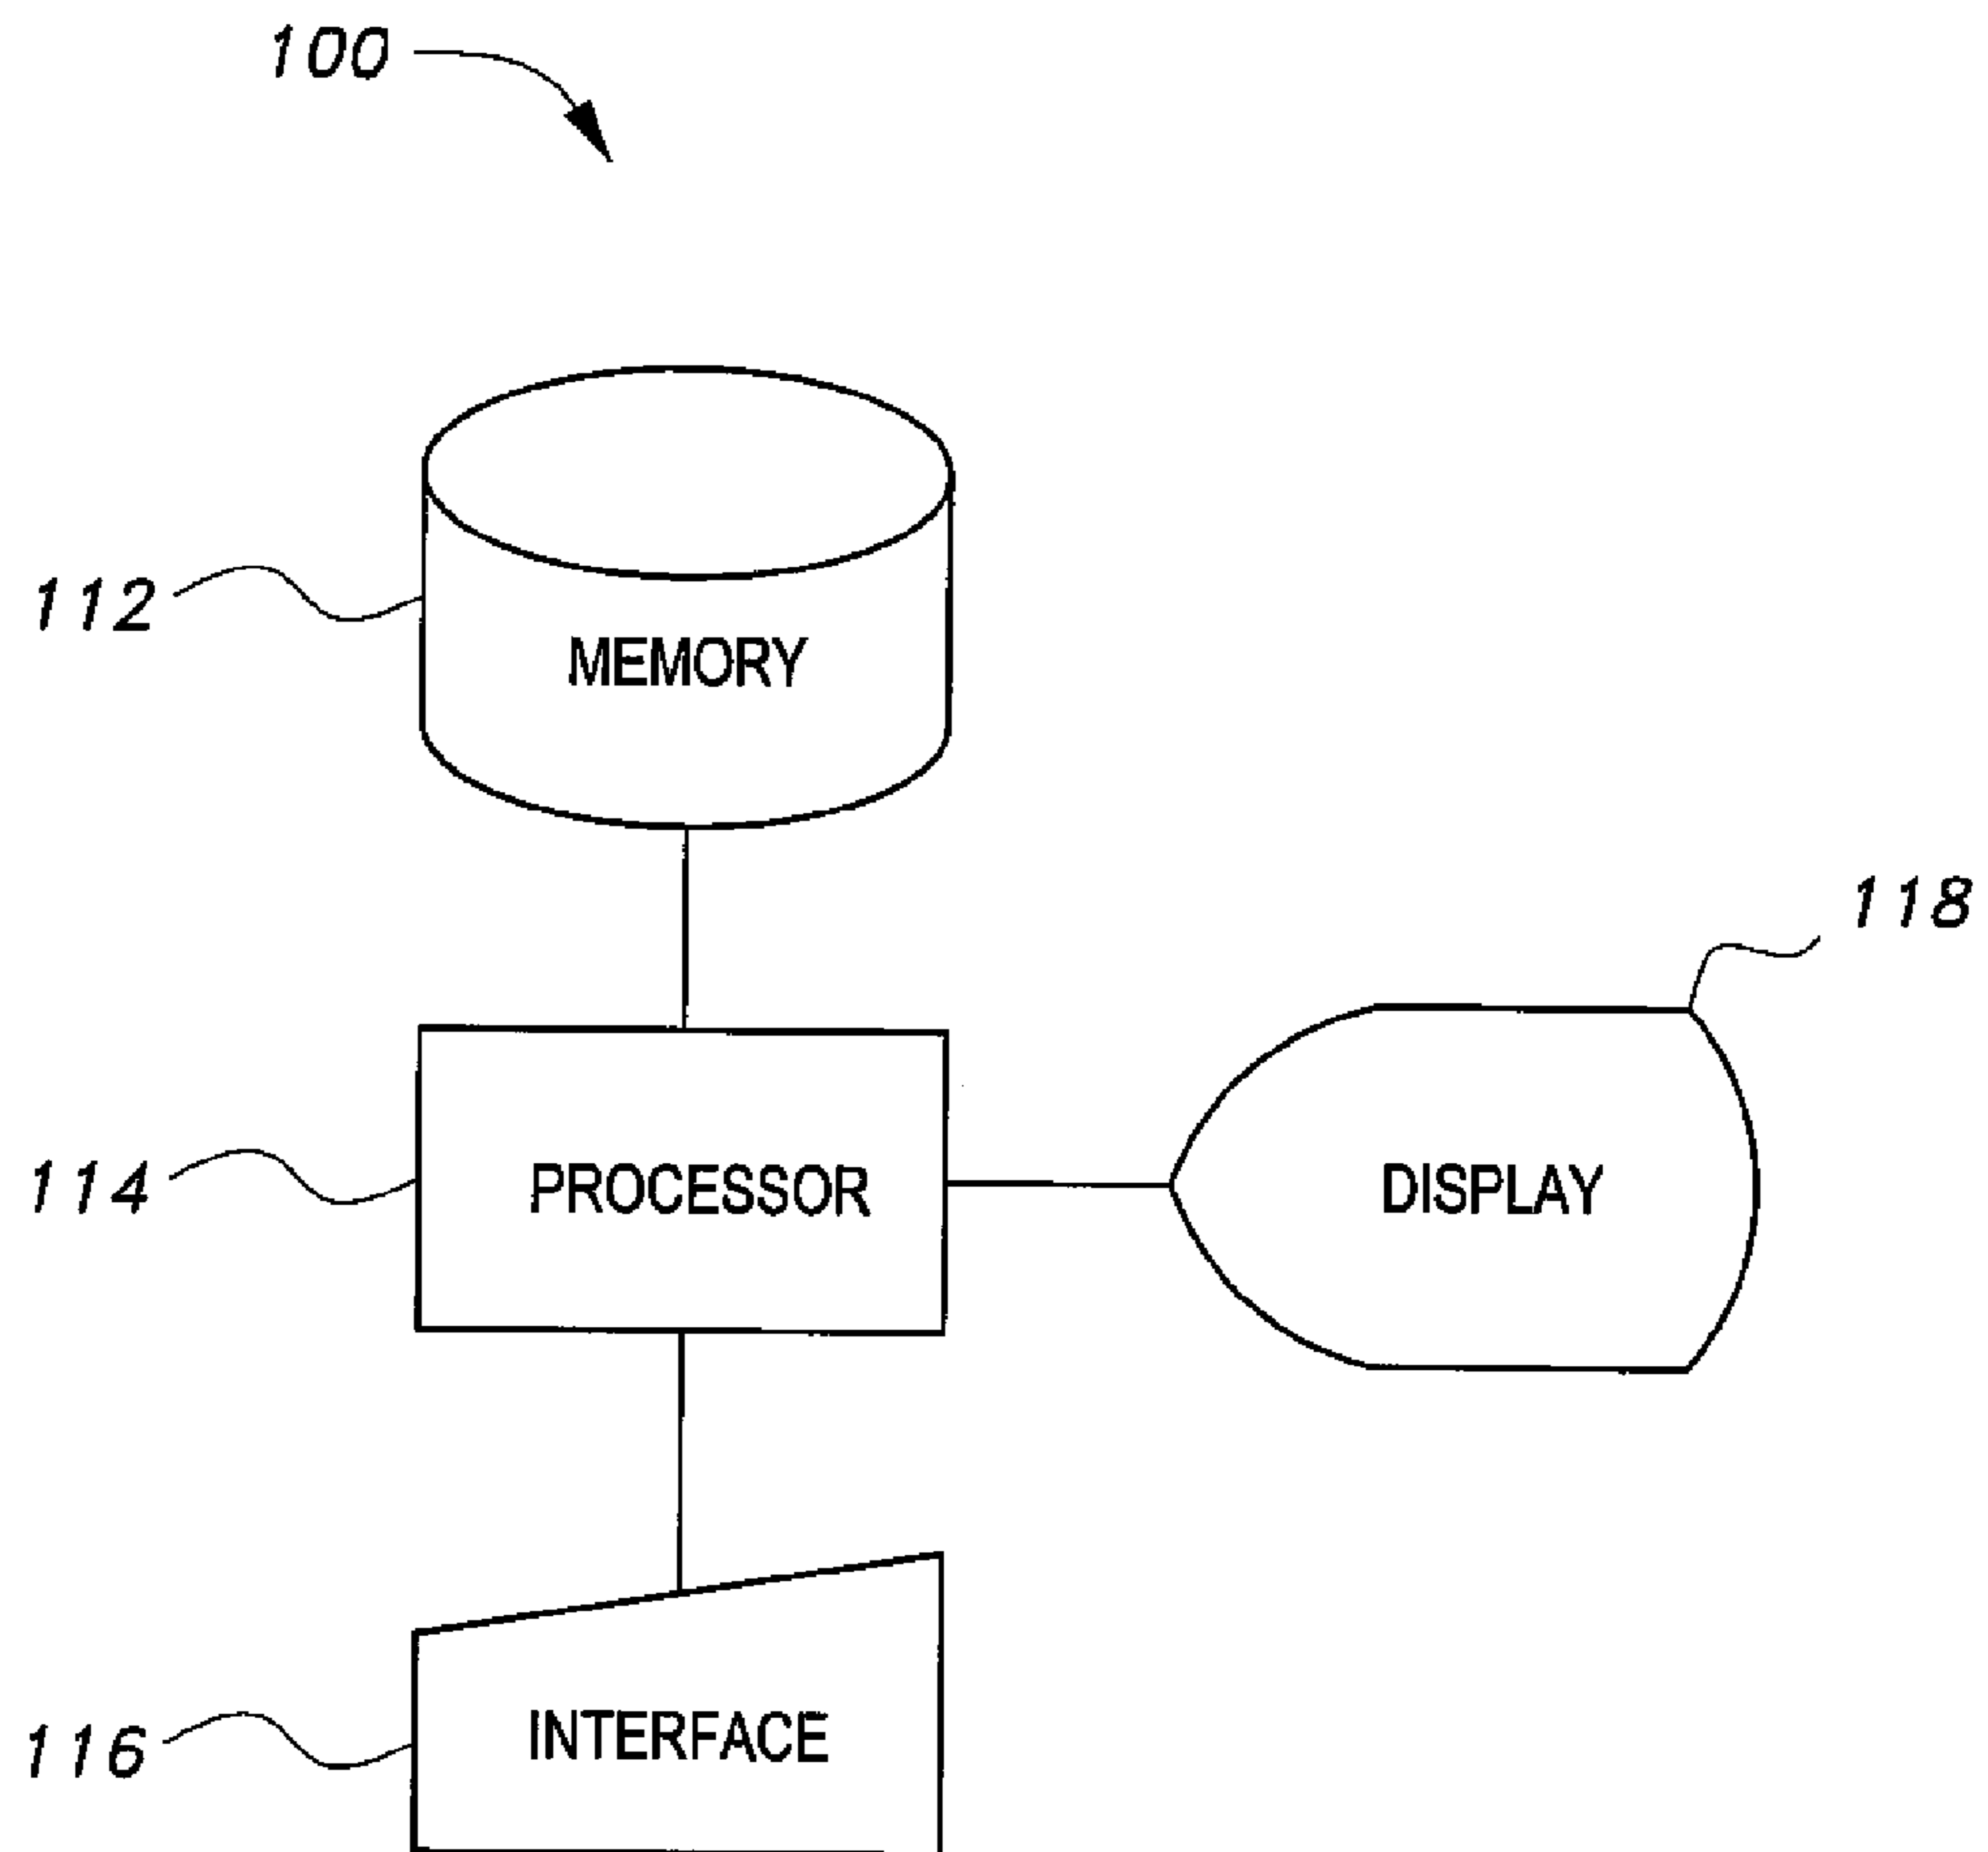 100
112
MEMORY
118
114
PROCESSOR
DISPLAY
116
INTERFACE